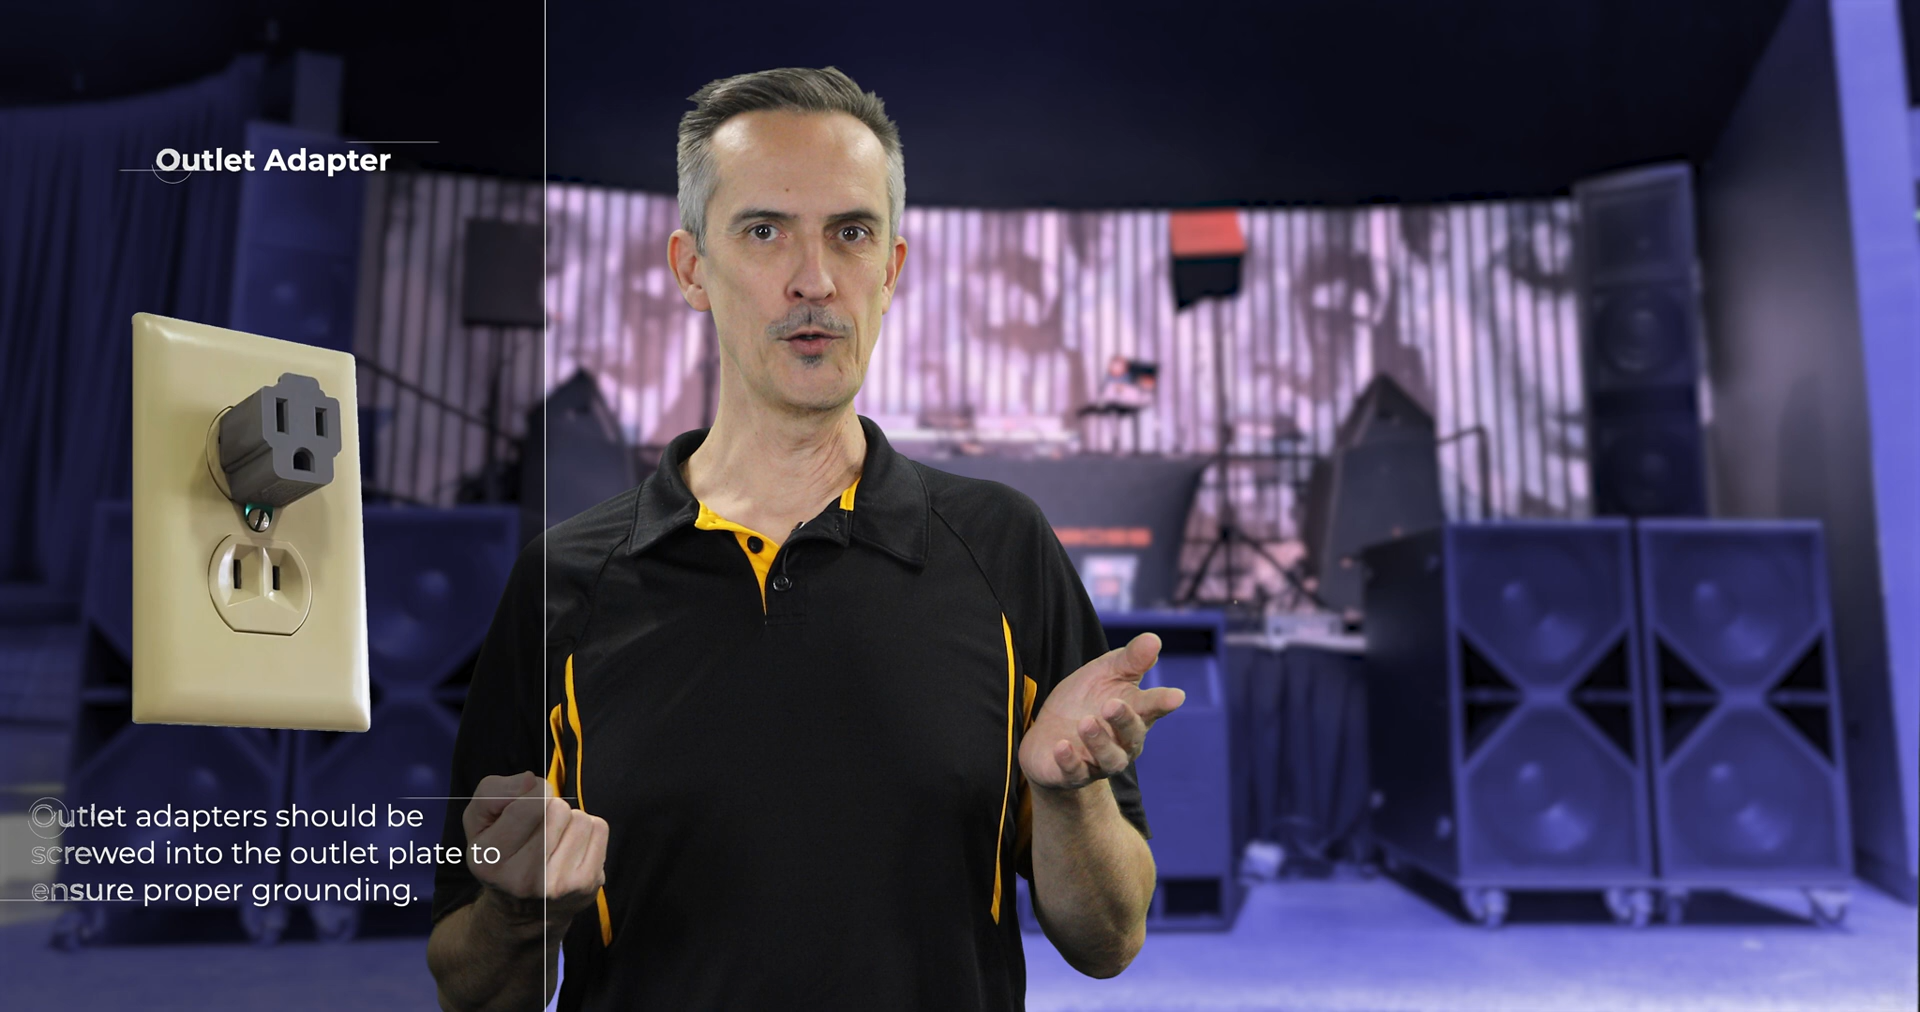 Outlet Adapter
Outlet adapters should be
screwed into the outlet plate to
ensure proper grounding.